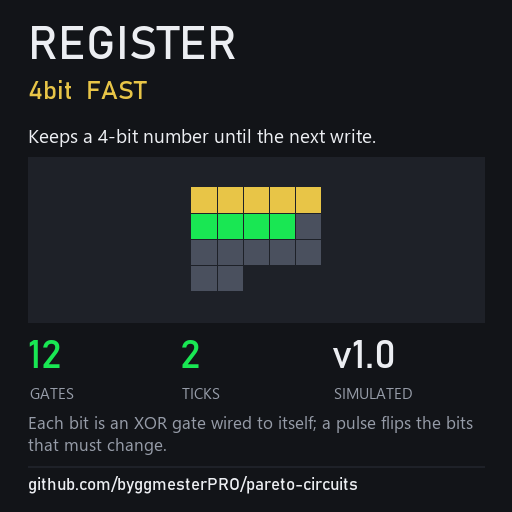 REGISTER
4bit FAST
Keeps a 4-bit number until the next write.
12 2 v1.0
GATES TICKS SIMULATED
Each bit is an XOR gate wired to itself; a pulse flips the bits
that must change.
github.com/byggmesterPRO/pareto-circuits